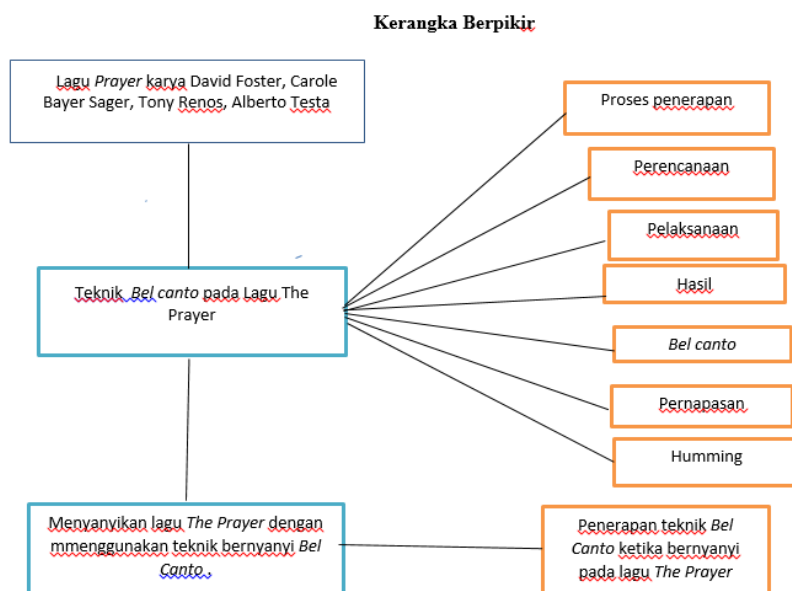 Kerangka Berpikir
Lagu Prayer karya David Foster, Carole
Bayer Sager, Tony Renos, Alberto Testa
Proses penerapan
Perencanaan
Pelaksanaan
Hasil
Bel canto
Pernapasan
Humming
Teknik Bel canto pada Lagu The
Prayer
Menyanyikan lagu The Prayer dengan
mmenggunakan teknik bernyanyi Bel
Canto.
Penerapan teknik Bel
Canto ketika bernyanyi
pada lagu The Prayer